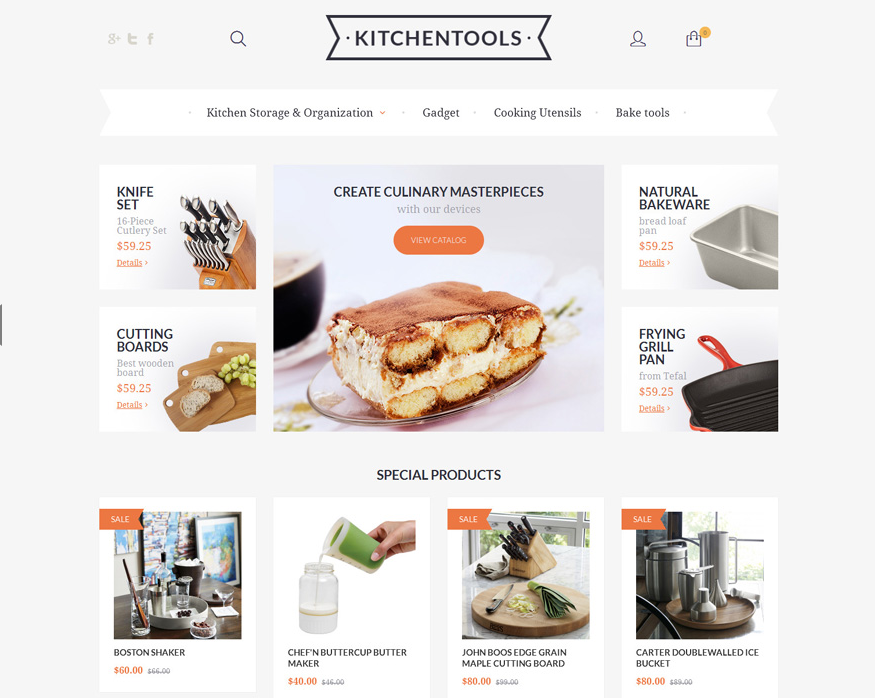 · KITCHENTOOLS ·
0
Kitchen Storage & Organization
Gadget
Cooking Utensils
Bake tools
KNIFE
SET
16-Piece
Cutlery Set
$59.25
Details ›
CREATE CULINARY MASTERPIECES
with our devices
VIEW CATALOG
NATURAL
BAKEWARE
bread loaf
pan
$59.25
Details ›
CUTTING
BOARDS
Best wooden
board
$59.25
Details ›
FRYING
GRILL
PAN
from Tefal
$59.25
Details ›
SPECIAL PRODUCTS
SALE
BOSTON SHAKER
$60.00 $66.00
CHEF'N BUTTERCUP BUTTER
MAKER
$40.00 $46.00
SALE
JOHN BOOS EDGE GRAIN
MAPLE CUTTING BOARD
$80.00 $99.00
SALE
CARTER DOUBLEWALLED ICE
BUCKET
$80.00 $89.00